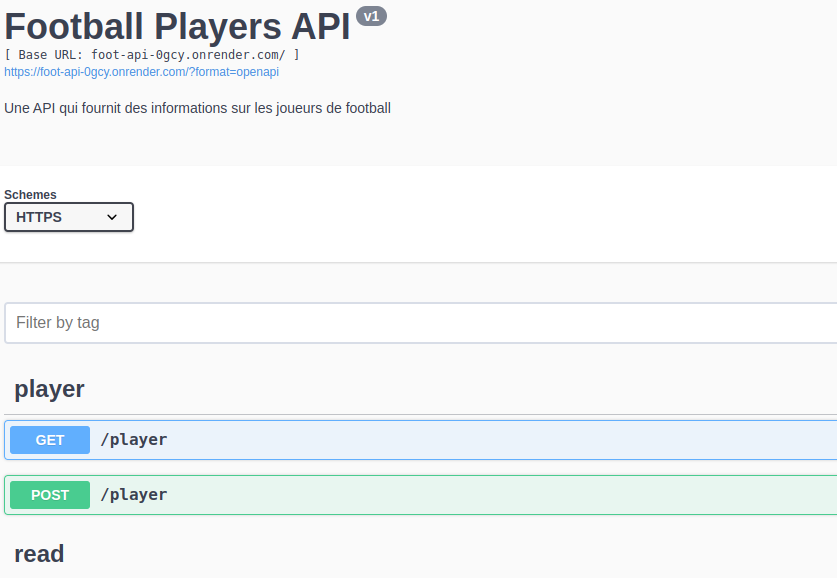 Football Players API v1
[ Base URL: foot-api-0gcy.onrender.com/ ]
https://foot-api-0gcy.onrender.com/?format=openapi
Une API qui fournit des informations sur les joueurs de football
Schemes
HTTPS
Filter by tag
player
GET /player
POST /player
read